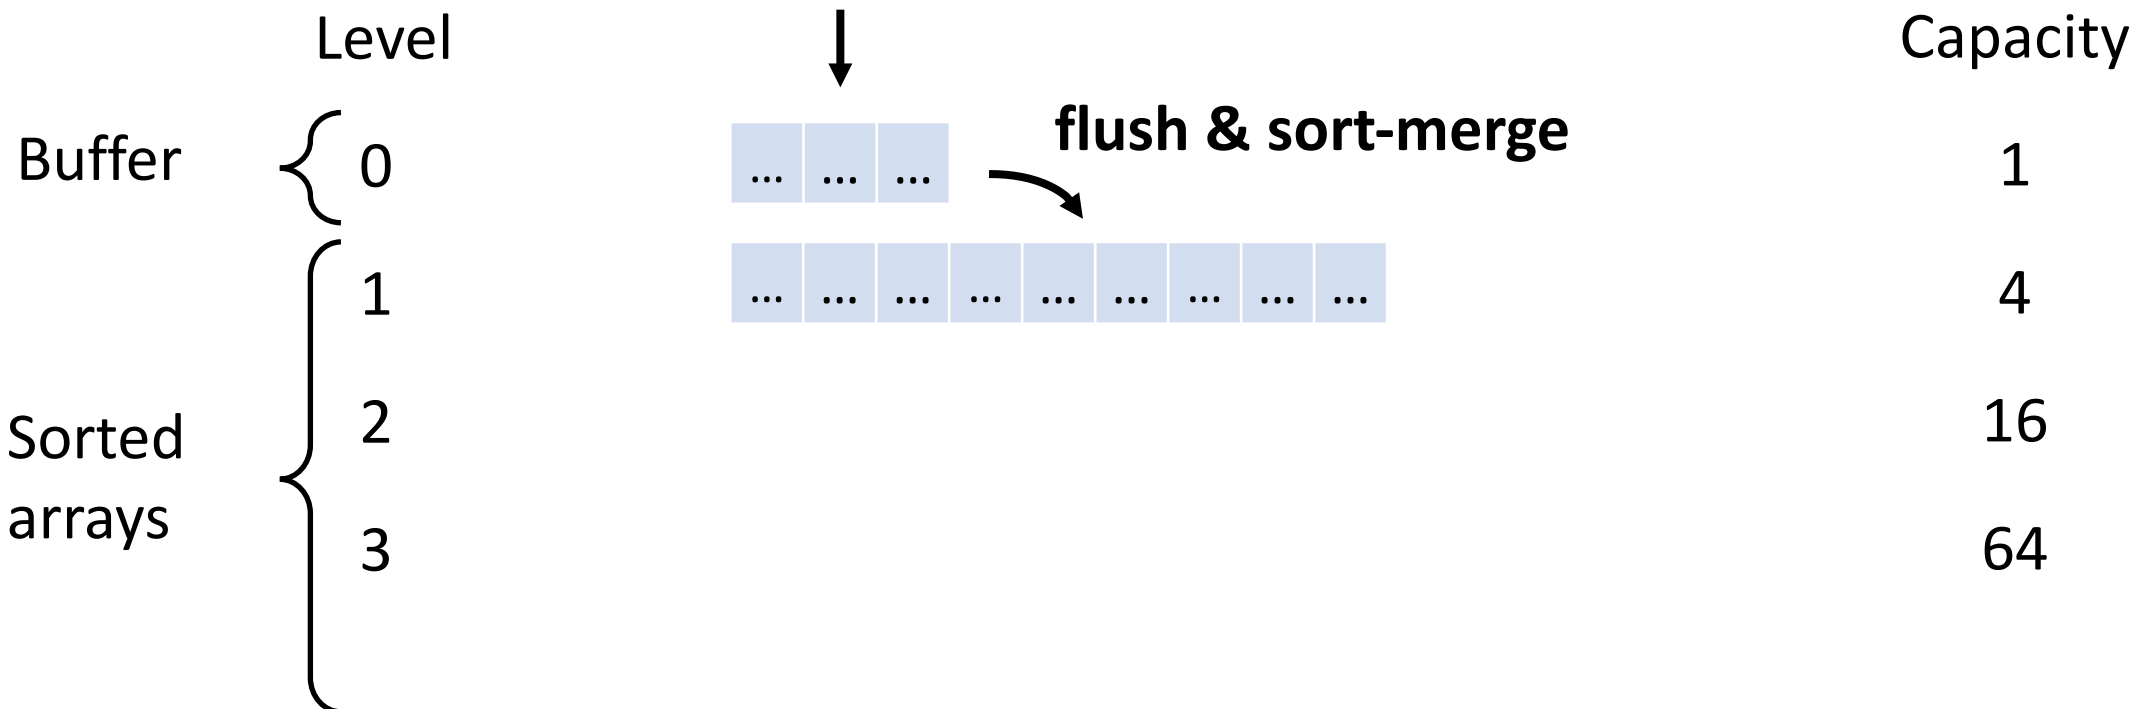 Level Capacity
Buffer 0 ... ... ... flush & sort-merge 1
1 ... ... ... ... ... ... ... ... ... 4
2 16
Sorted
arrays
3 64